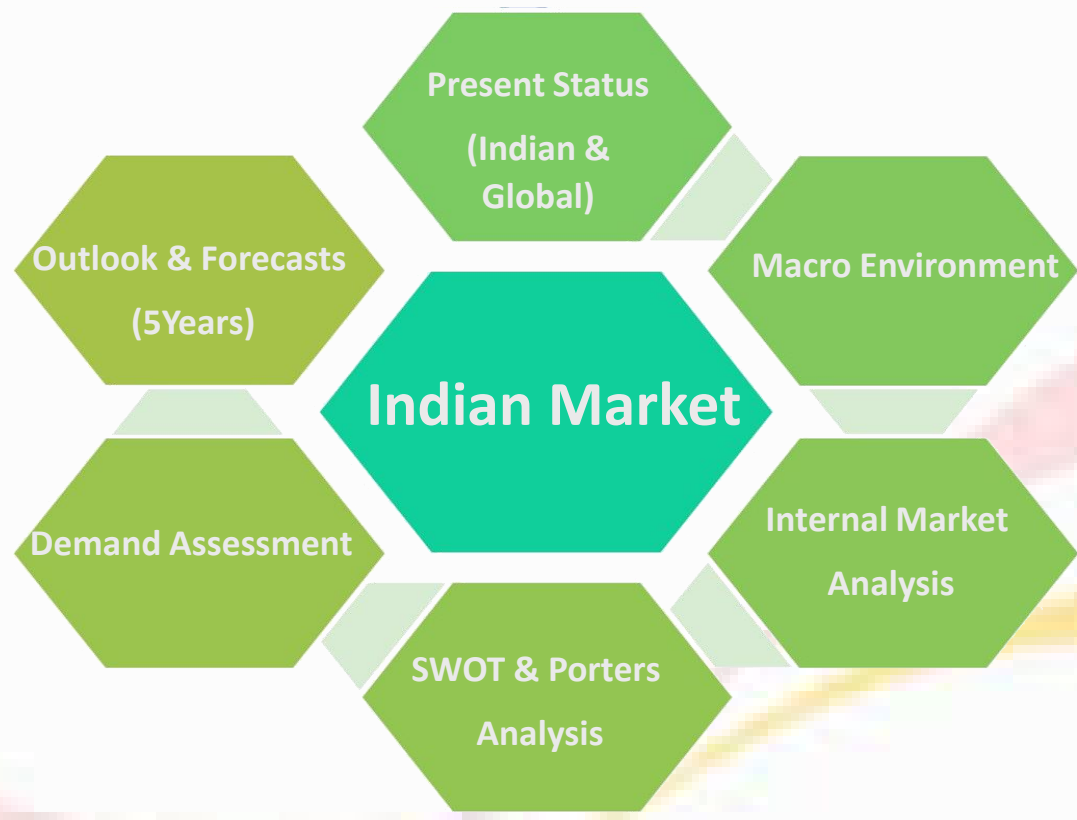 Present Status
(Indian &
Global)
Macro Environment
Internal Market
Analysis
SWOT & Porters
Analysis
Demand Assessment
Outlook & Forecasts
(5Years)
Indian Market